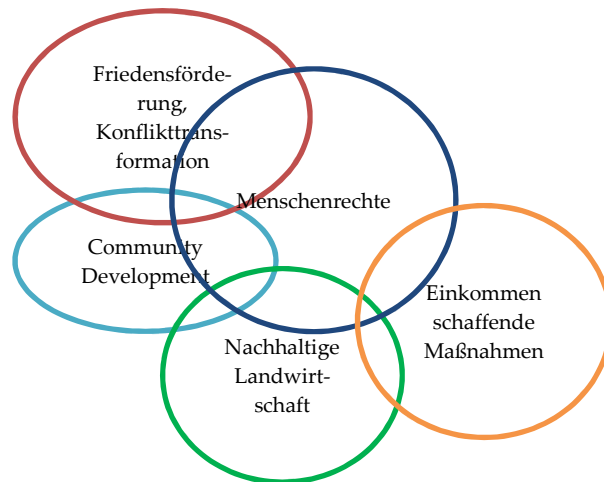 Friedensförde-
rung,
Konflikttrans-
formation
Menschenrechte
Community
Development
Einkommen
schaffende
Maßnahmen
Nachhaltige
Landwirt-
schaft